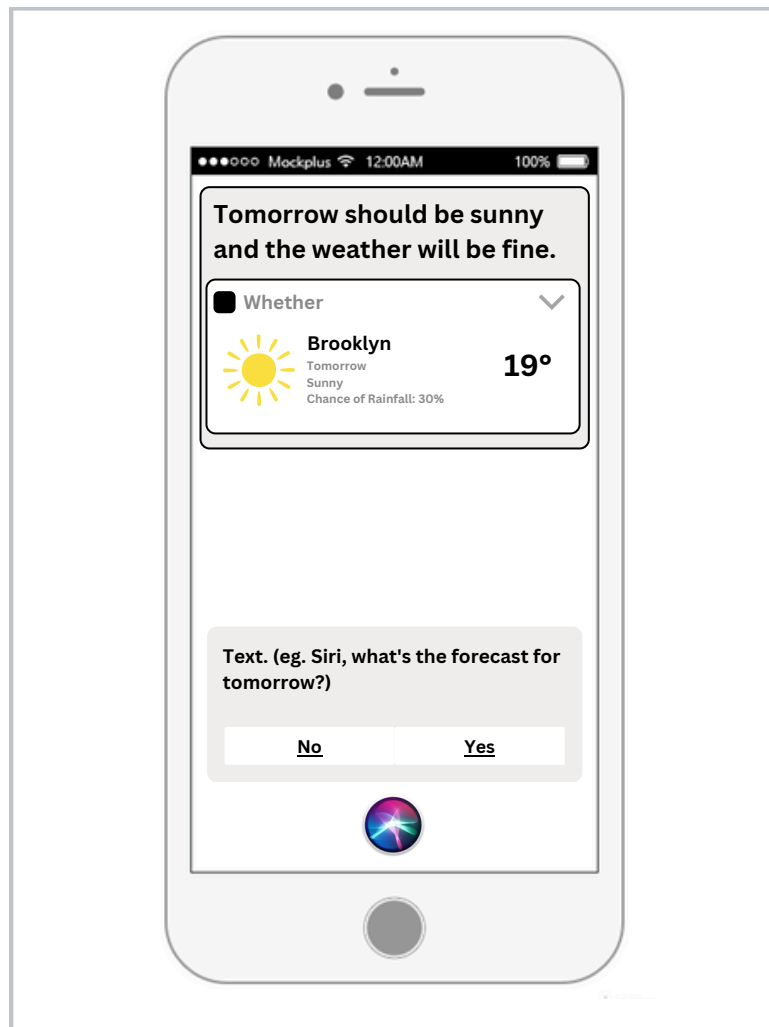 Mockplus 12:00AM 100%
Tomorrow should be sunny
and the weather will be fine.
Whether
Brooklyn
Tomorrow
Sunny
Chance of Rainfall: 30%
19°
Text. (eg. Siri, what's the forecast for
tomorrow?)
No Yes